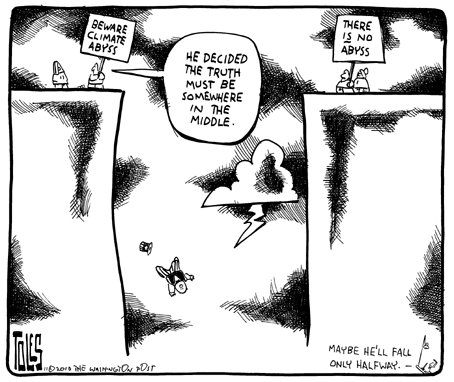 BEWARE
CLIMATE
ABYSS
THERE
IS NO
ABYSS
HE DECIDED
THE TRUTH
MUST BE
SOMEWHERE
IN THE
MIDDLE.
TOLES
©2010 THE WASHINGTON POST
MAYBE HE'LL FALL
ONLY HALFWAY.